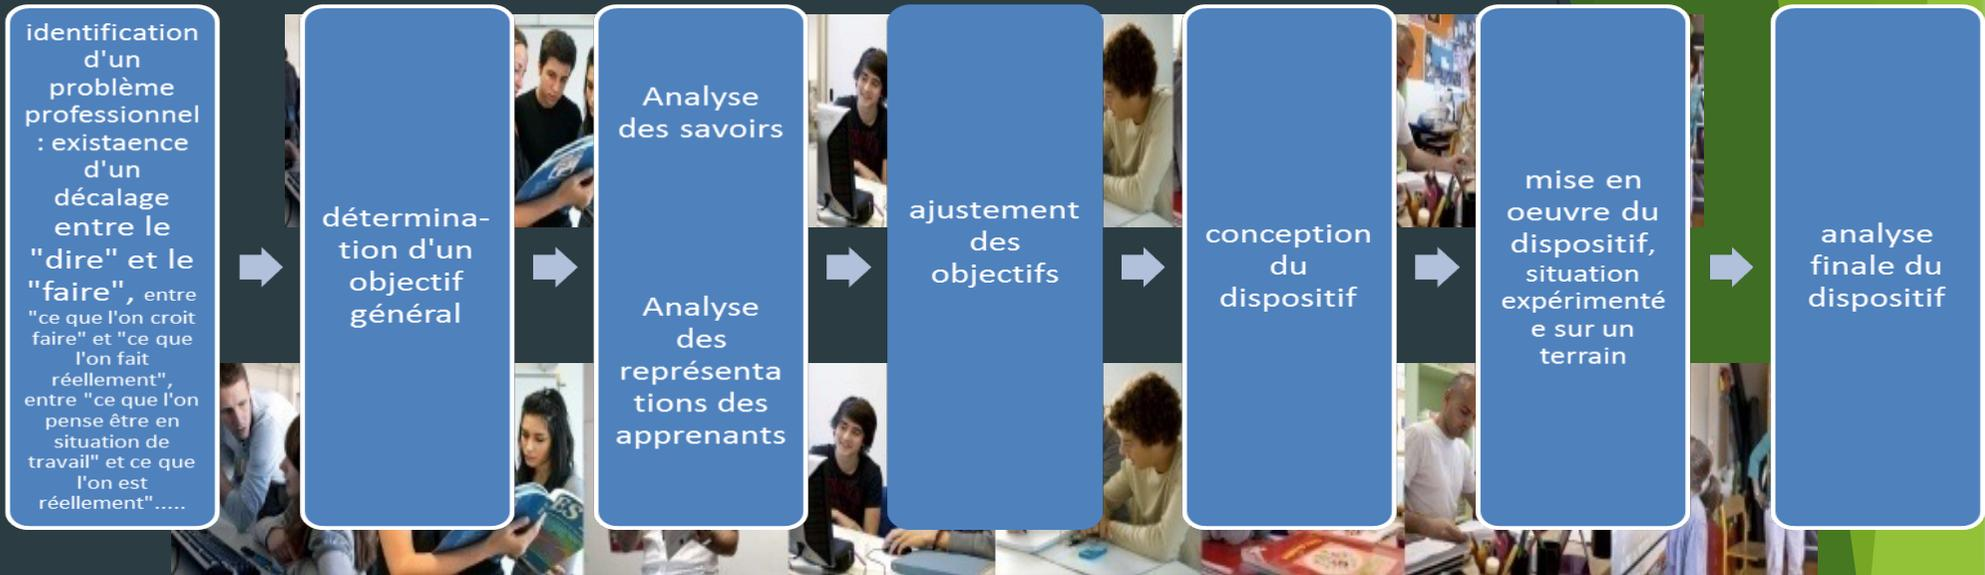 identification
d'un
problème
professionnel
: existaence
d'un
décalage
entre le
"dire" et le
"faire", entre
"ce que l'on croit
faire" et "ce que
l'on fait
réellement",
entre "ce que l'on
pense être en
situation de
travail" et ce que
l'on est
réellement".....
détermina-
tion d'un
objectif
général
Analyse
des savoirs
Analyse
des
représenta
tions des
apprenants
ajustement
des
objectifs
conception
du
dispositif
mise en
oeuvre du
dispositif,
situation
expérimenté
e sur un
terrain
analyse
finale du
dispositif